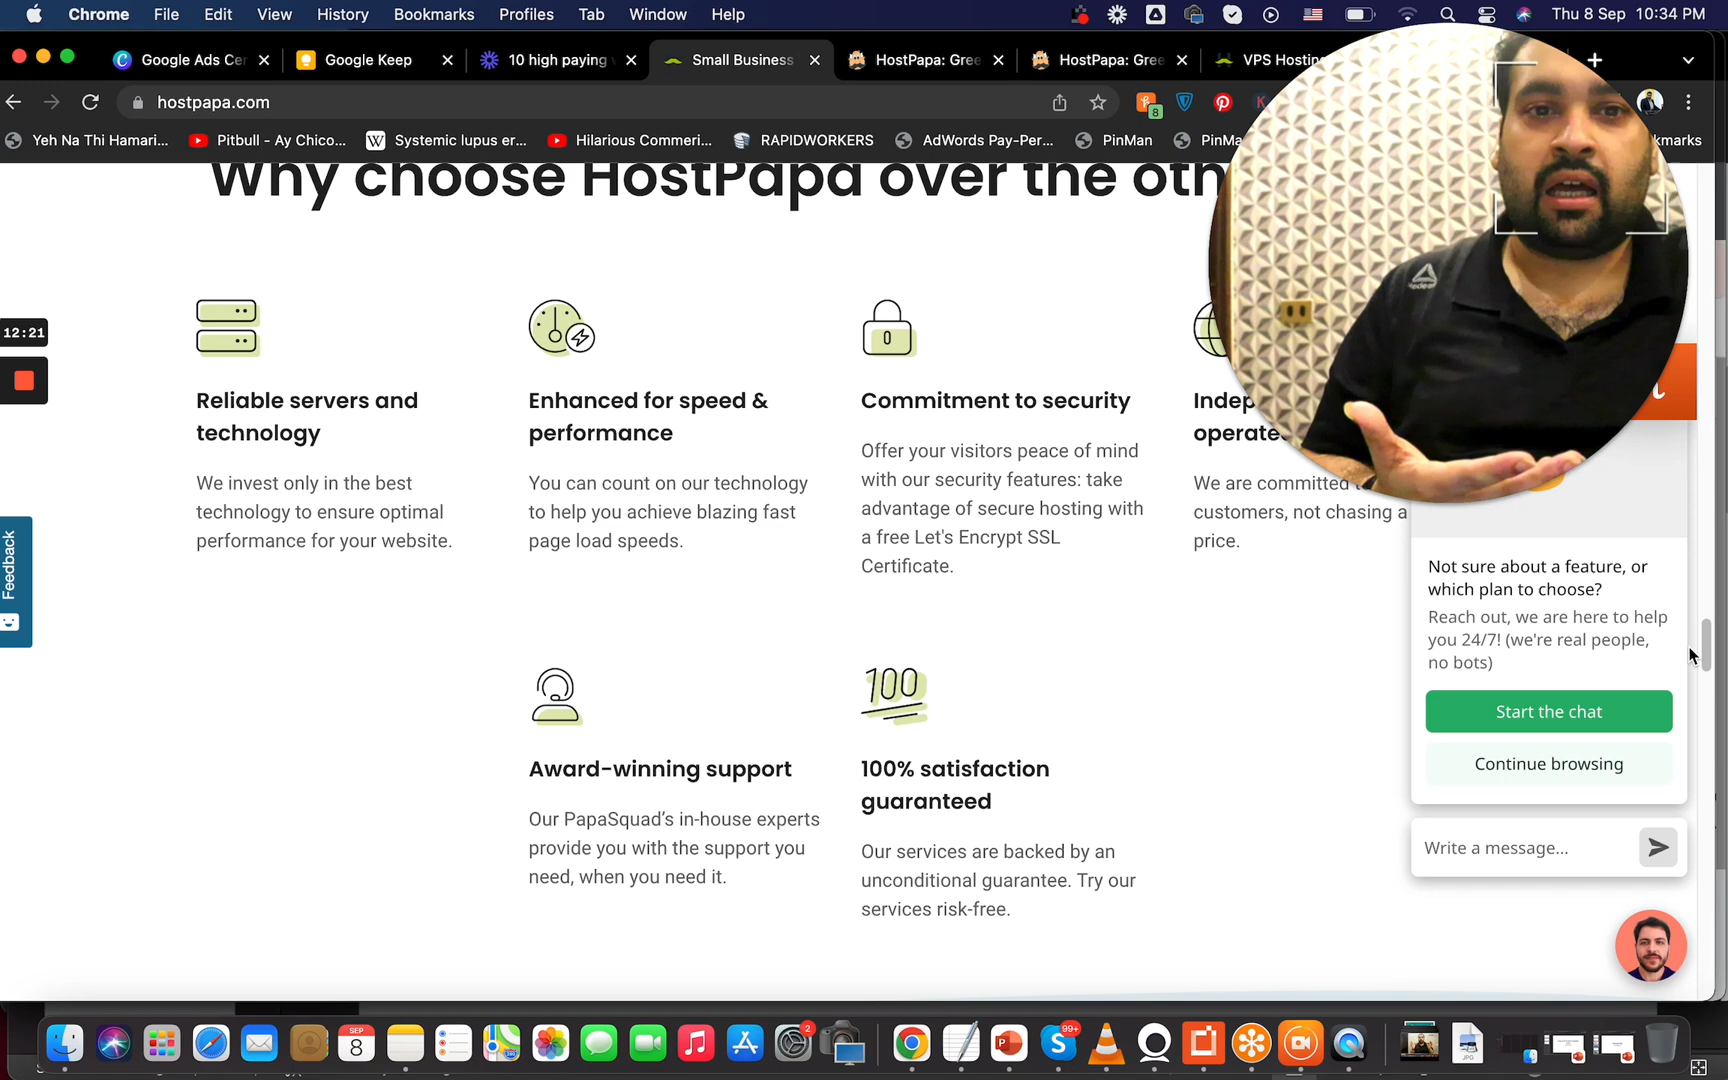 Chrome File Edit View History Bookmarks Profiles Tab Window Help Thu 8 Sep 10:34 PM
Google Ads Cer Google Keep 10 high paying Small Business HostPapa: Gree HostPapa: Gree VPS Hostin
hostpapa.com
8
Yeh Na Thi Hamari... Pitbull - Ay Chico... Systemic lupus er... Hilarious Commeri... RAPIDWORKERS AdWords Pay-Per... PinMan PinMa kmarks
Why choose HostPapa over the oth
12:21
Reliable servers and
technology
We invest only in the best
technology to ensure optimal
performance for your website.
Enhanced for speed &
performance
You can count on our technology
to help you achieve blazing fast
page load speeds.
Commitment to security
Offer your visitors peace of mind
with our security features: take
advantage of secure hosting with
a free Let's Encrypt SSL
Certificate.
Indep
operate
We are committed
customers, not chasing a
price.
Feedback
Award-winning support
Our PapaSquad's in-house experts
provide you with the support you
need, when you need it.
100
100% satisfaction
guaranteed
Our services are backed by an
unconditional guarantee. Try our
services risk-free.
Not sure about a feature, or
which plan to choose?
Reach out, we are here to help
you 24/7! (we're real people,
no bots)
Start the chat
Continue browsing
Write a message...
SEP
8
2
99+
JPG